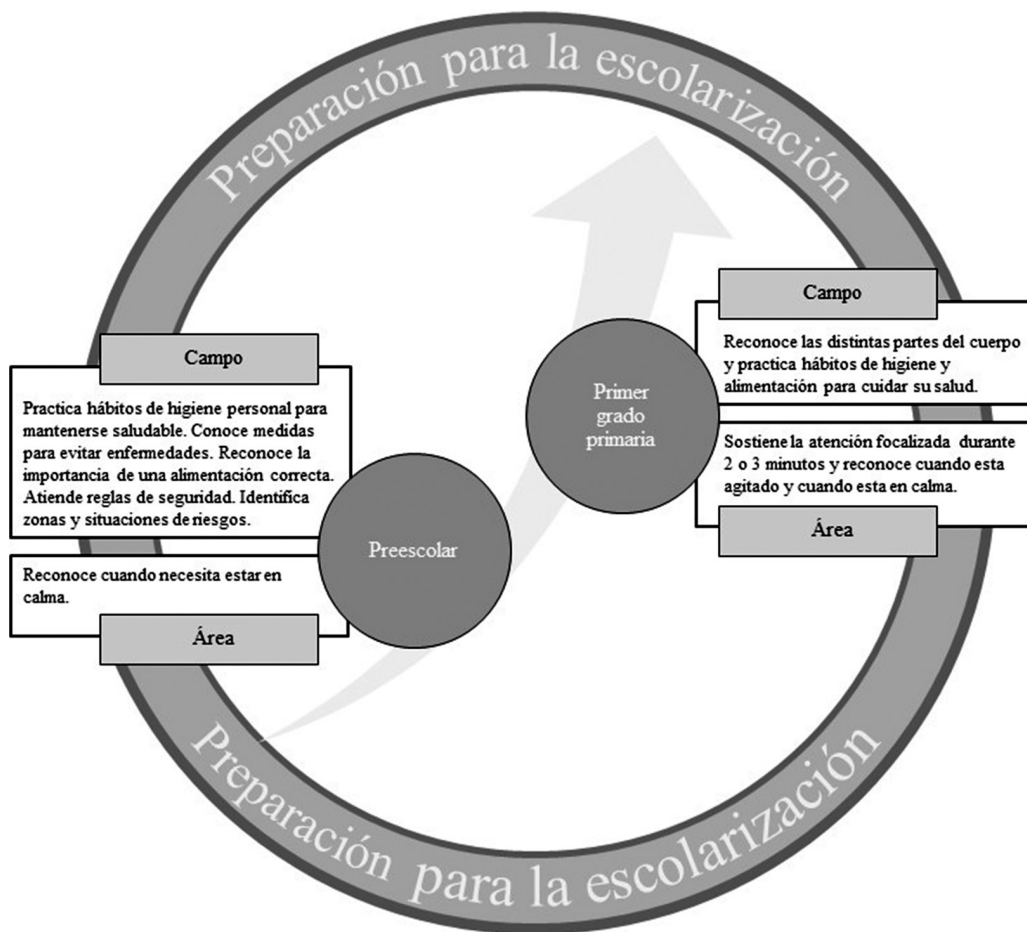 Preparación para la escolarización
Campo
Practica hábitos de higiene personal para
mantenerse saludable. Conoce medidas
para evitar enfermedades. Reconoce la
importancia de una alimentación correcta.
Atiende reglas de seguridad. Identifica
zonas y situaciones de riesgos.
Preescolar
Reconoce cuando necesita estar en
calma.
Área
Campo
Reconoce las distintas partes del cuerpo
y practica hábitos de higiene y
alimentación para cuidar su salud.
Primer
grado
primaria
Sostiene la atención focalizada durante
2 o 3 minutos y reconoce cuando esta
agitado y cuando esta en calma.
Área
Preparación para la escolarización